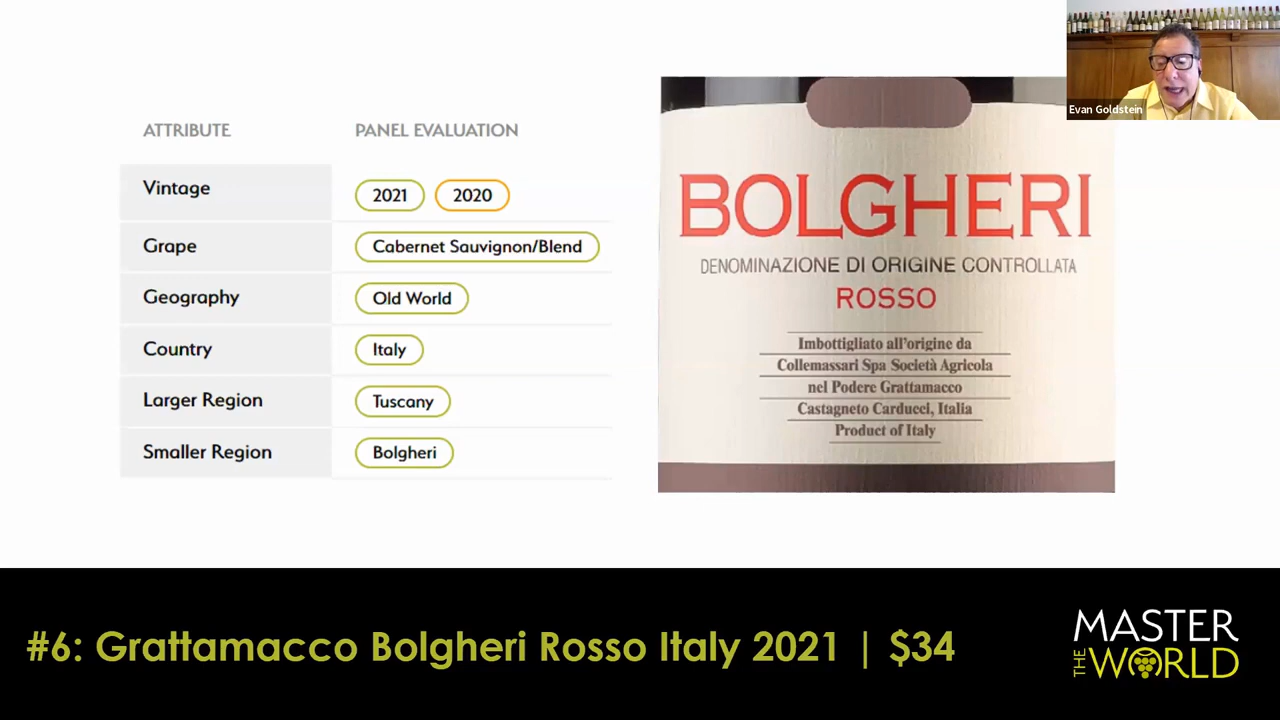 Evan Goldstein
ATTRIBUTE PANEL EVALUATION
Vintage 2021 2020
Grape Cabernet Sauvignon/Blend
Geography Old World
Country Italy
Larger Region Tuscany
Smaller Region Bolgheri
BOLGHERI
DENOMINAZIONE DI ORIGINE CONTROLLATA
ROSSO
Imbottigliato all'origine da
Collemassari Spa Società Agricola
nel Podere Grattamacco
Castagneto Carducci, Italia
Product of Italy
#6: Grattamacco Bolgheri Rosso Italy 2021 | $34
MASTER
THE WORLD